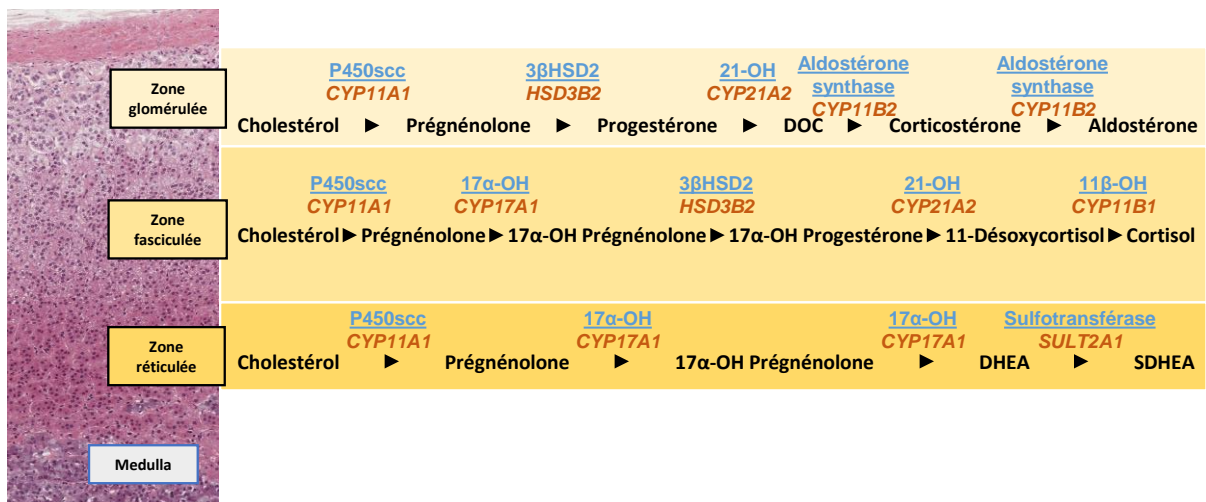 Zone
glomérulée
P450scc 3βHSD2 21-OH Aldostérone Aldostérone
synthase synthase
CYP11A1 HSD3B2 CYP21A2 CYP11B2 CYP11B2
Cholestérol ► Prégnénolone ► Progestérone ► DOC ► Corticostérone ► Aldostérone
Zone
fasciculée
P450scc 17α-OH 3βHSD2 21-OH 11β-OH
CYP11A1 CYP17A1 HSD3B2 CYP21A2 CYP11B1
Cholestérol ► Prégnénolone ► 17α-OH Prégnénolone ► 17α-OH Progestérone ► 11-Désoxycortisol ► Cortisol
Zone
réticulée
P450scc 17α-OH 17α-OH Sulfotransférase
CYP11A1 CYP17A1 CYP17A1 SULT2A1
Cholestérol ► Prégnénolone ► 17α-OH Prégnénolone ► DHEA ► SDHEA
Medulla